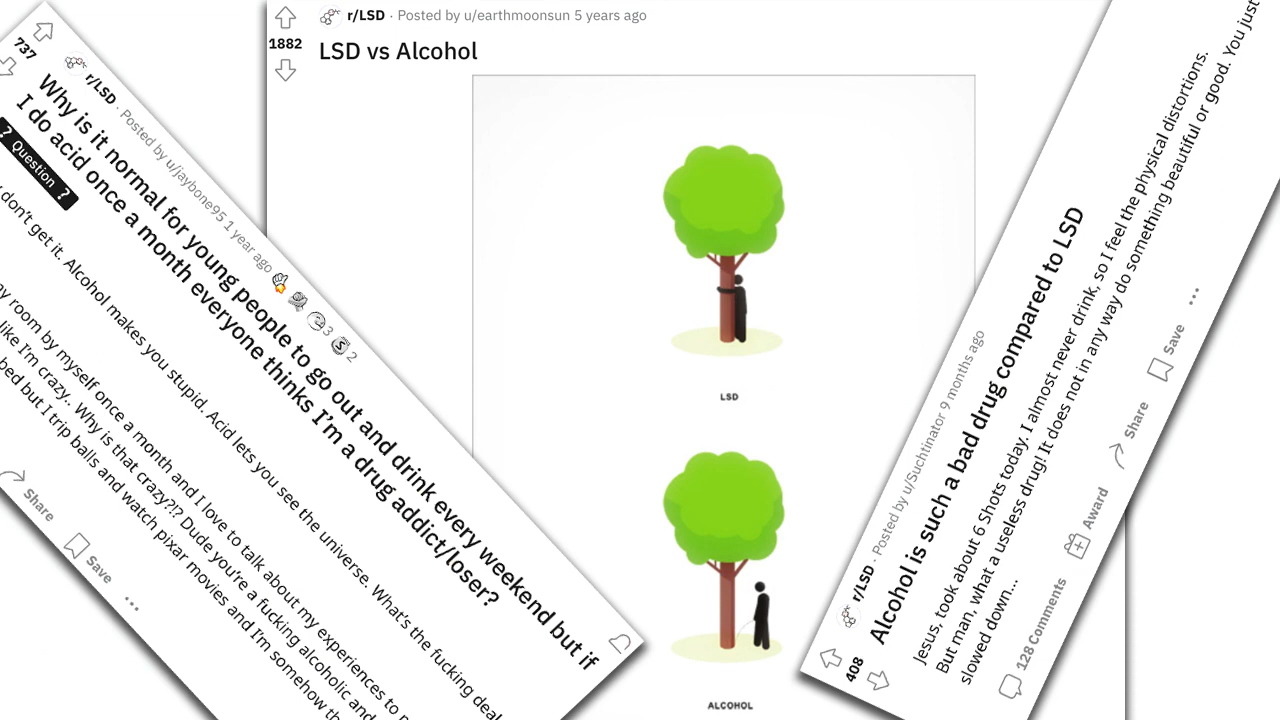 737
r/LSD · Posted by u/jaybone95 1 year ago 3 S 2
Why is it normal for young people to go out and drink every weekend but if
I do acid once a month everyone thinks I'm a drug addict/loser?
? Question ?
don't get it. Alcohol makes you stupid. Acid lets you see the universe. What's the fucking deal
room by myself once a month and I love to talk about my experiences to
like I'm crazy.. Why is that crazy?!? Dude you're a fucking alcoholic and
bed but I trip balls and watch pixar movies and I'm somehow
Share
Save
...
1882
r/LSD · Posted by u/earthmoonsun 5 years ago
LSD vs Alcohol
LSD
ALCOHOL
408
r/LSD · Posted by u/Suchtinator 9 months ago
Alcohol is such a bad drug compared to LSD
Jesus, took about 6 Shots today. I almost never drink, so I feel the physical distortions.
But man, what a useless drug! It does not in any way do something beautiful or good. You just
slowed down...
128 Comments
Award
Share
Save
...